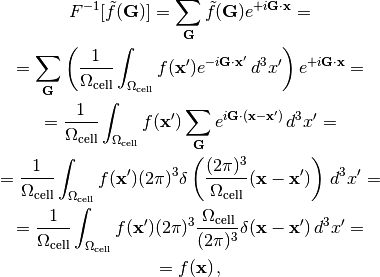 $F^{-1}[\tilde{f}(\mathbf{G})] = \sum_{\mathbf{G}} \tilde{f}(\mathbf{G}) e^{+i\mathbf{G}\cdot\mathbf{x}} =$
$= \sum_{\mathbf{G}} \left( \frac{1}{\Omega_{\text{cell}}} \int_{\Omega_{\text{cell}}} f(\mathbf{x}') e^{-i\mathbf{G}\cdot\mathbf{x}'} \, d^3x' \right) e^{+i\mathbf{G}\cdot\mathbf{x}} =$
$= \frac{1}{\Omega_{\text{cell}}} \int_{\Omega_{\text{cell}}} f(\mathbf{x}') \sum_{\mathbf{G}} e^{i\mathbf{G}\cdot(\mathbf{x}-\mathbf{x}')} \, d^3x' =$
$= \frac{1}{\Omega_{\text{cell}}} \int_{\Omega_{\text{cell}}} f(\mathbf{x}') (2\pi)^3 \delta \left( \frac{(2\pi)^3}{\Omega_{\text{cell}}} (\mathbf{x} - \mathbf{x}') \right) \, d^3x' =$
$= \frac{1}{\Omega_{\text{cell}}} \int_{\Omega_{\text{cell}}} f(\mathbf{x}') (2\pi)^3 \frac{\Omega_{\text{cell}}}{(2\pi)^3} \delta(\mathbf{x} - \mathbf{x}') \, d^3x' =$
$= f(\mathbf{x}) \, ,$